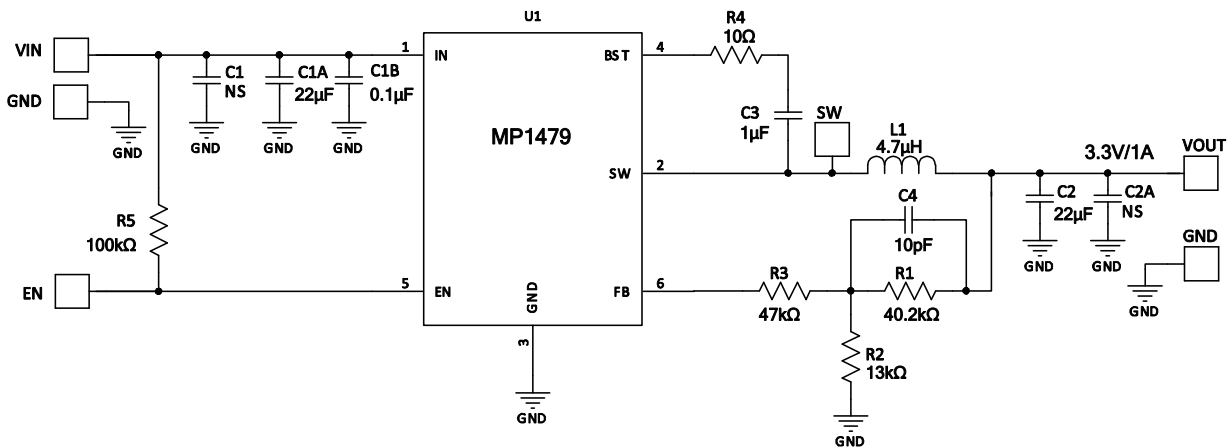 U1
VIN
GND
GND
C1
NS
GND
C1A
22μF
GND
C1B
0.1μF
GND
R5
100kΩ
EN
1
IN
5
EN
MP1479
GND
3
GND
BST
4
SW
2
FB
6
R4
10Ω
C3
1μF
SW
L1
4.7μH
C4
10pF
R3
47kΩ
R1
40.2kΩ
R2
13kΩ
GND
3.3V/1A
VOUT
C2
22μF
GND
C2A
NS
GND
GND
GND